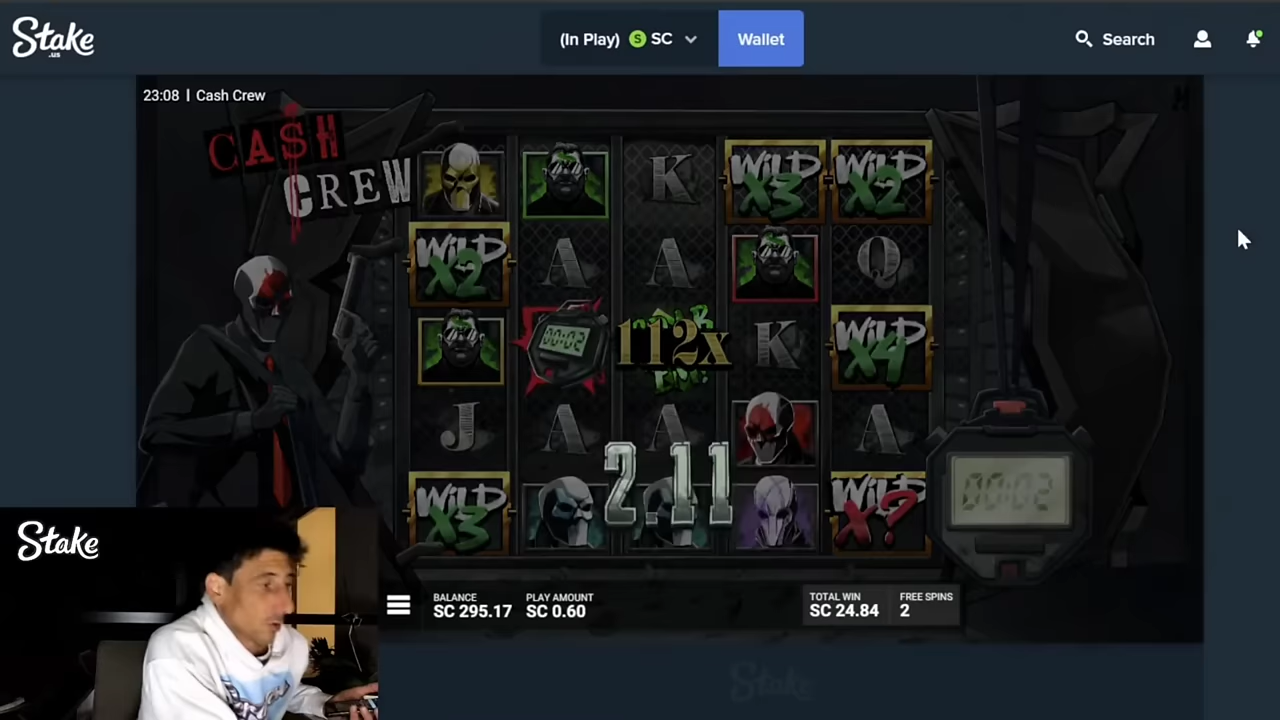 Stake
.us
(In Play) S SC
Wallet
Search
23:08 | Cash Crew
CASH
CREW
K
WILD
X3
WILD
X2
WILD
X2
A
A
Q
00:02
112x
K
WILD
X4
J
A
A
A
2.11
WILD
X3
WILD
X?
00:02
Stake
BALANCE
SC 295.17
PLAY AMOUNT
SC 0.60
TOTAL WIN
SC 24.84
FREE SPINS
2
Stake